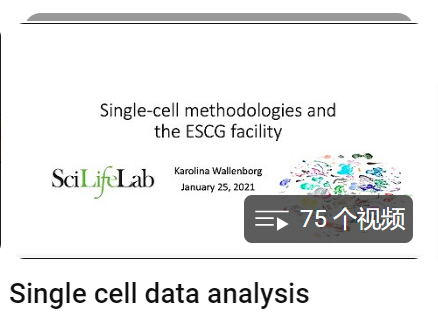 Single-cell methodologies and
the ESCG facility
SciLifeLab
Karolina Wallenborg
January 25, 2021
75 个视频
Single cell data analysis